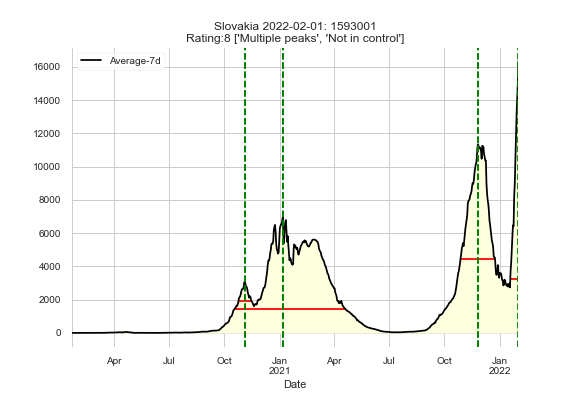 Slovakia 2022-02-01: 1593001
Rating:8 ['Multiple peaks', 'Not in control']
Average-7d
16000
14000
12000
10000
8000
6000
4000
2000
0
Apr Jul Oct Jan Apr Jul Oct Jan
2021 2022
Date